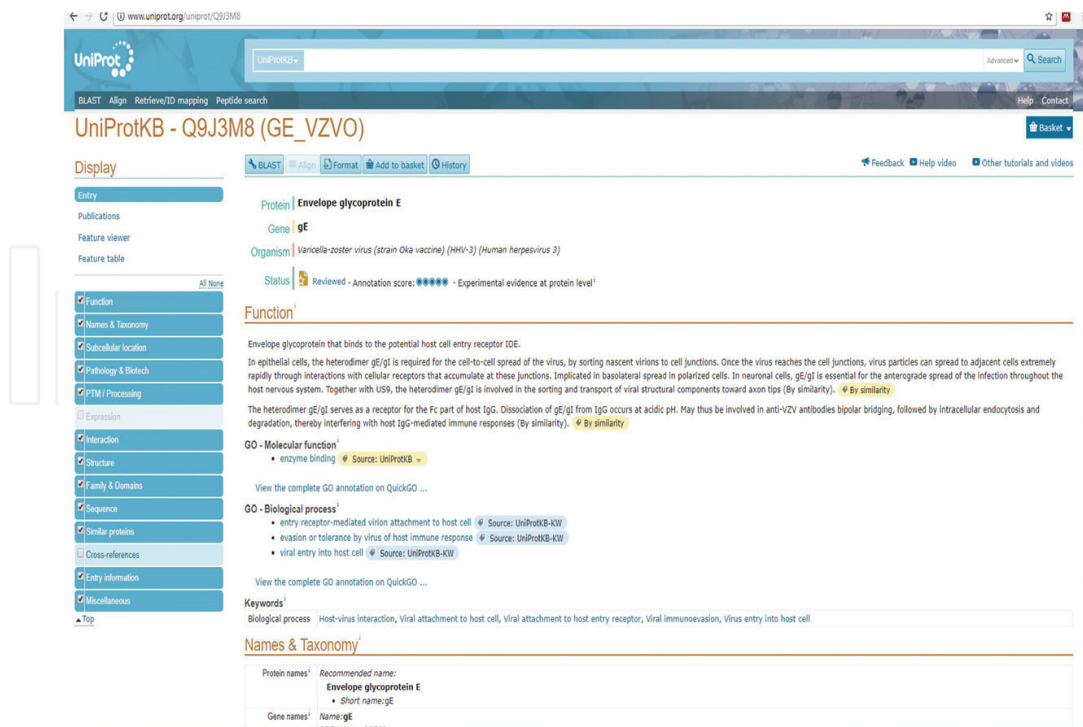 www.uniprot.org/uniprot/Q9J3M8
UniProt
UniProtKB
Advanced
Search
BLAST Align Retrieve/ID mapping Peptide search
Help Contact
UniProtKB - Q9J3M8 (GE_VZVO)
Basket
Display
BLAST Align Format Add to basket History
Feedback Help video Other tutorials and videos
Entry
Publications
Feature viewer
Feature table
All None
Function
Names & Taxonomy
Subcellular location
Pathology & Biotech
PTM / Processing
Expression
Interaction
Structure
Family & Domains
Sequence
Similar proteins
Cross-references
Entry information
Miscellaneous
Top
Protein Envelope glycoprotein E
Gene gE
Organism Varicella-zoster virus (strain Oka vaccine) (HHV-3) (Human herpesvirus 3)
Status Reviewed - Annotation score: - Experimental evidence at protein level i
Function i
Envelope glycoprotein that binds to the potential host cell entry receptor IDE.
In epithelial cells, the heterodimer gE/gI is required for the cell-to-cell spread of the virus, by sorting nascent virions to cell junctions. Once the virus reaches the cell junctions, virus particles can spread to adjacent cells extremely
rapidly through interactions with cellular receptors that accumulate at these junctions. Implicated in basolateral spread in polarized cells. In neuronal cells, gE/gI is essential for the anterograde spread of the infection throughout the
host nervous system. Together with US9, the heterodimer gE/gI is involved in the sorting and transport of viral structural components toward axon tips (By similarity). By similarity
The heterodimer gE/gI serves as a receptor for the Fc part of host IgG. Dissociation of gE/gI from IgG occurs at acidic pH. May thus be involved in anti-VZV antibodies bipolar bridging, followed by intracellular endocytosis and
degradation, thereby interfering with host IgG-mediated immune responses (By similarity). By similarity
GO - Molecular function i
• enzyme binding Source: UniProtKB
View the complete GO annotation on QuickGO ...
GO - Biological process i
• entry receptor-mediated virion attachment to host cell Source: UniProtKB-KW
• evasion or tolerance by virus of host immune response Source: UniProtKB-KW
• viral entry into host cell Source: UniProtKB-KW
View the complete GO annotation on QuickGO ...
Keywords i
Biological process Host-virus interaction, Viral attachment to host cell, Viral attachment to host entry receptor, Viral immunoevasion, Virus entry into host cell
Names & Taxonomy i
Protein names i Recommended name:
Envelope glycoprotein E
• Short name:gE
Gene names i Name:gE